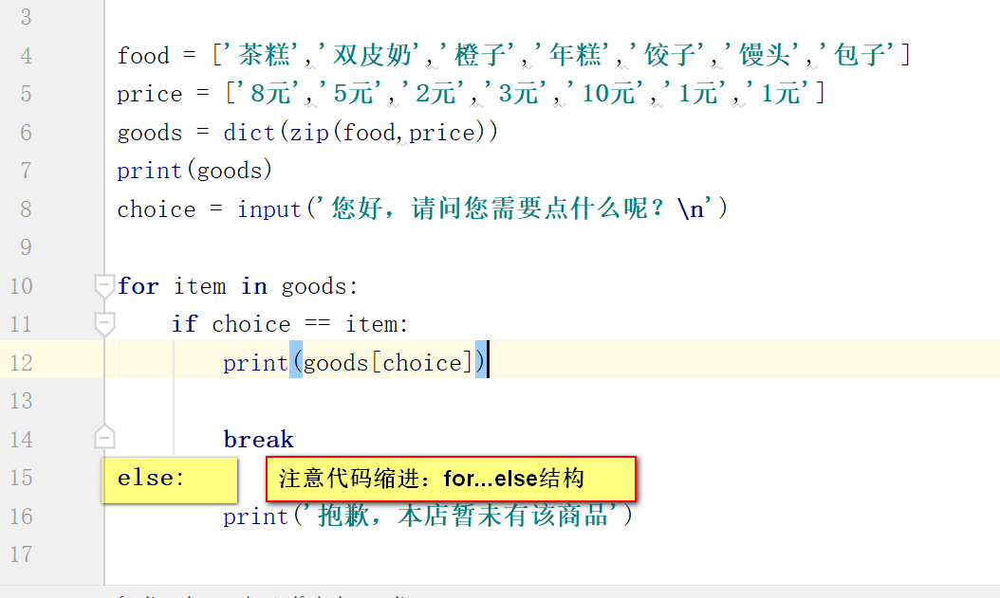 3
4 food = ['茶糕','双皮奶','橙子','年糕','饺子','馒头','包子']
5 price = ['8元','5元','2元','3元','10元','1元','1元']
6 goods = dict(zip(food,price))
7 print(goods)
8 choice = input('您好，请问您需要点什么呢？\n')
9
10 for item in goods:
11     if choice == item:
12         print(goods[choice])
13
14         break
15 else: 注意代码缩进：for...else结构
16         print('抱歉，本店暂未有该商品')
17